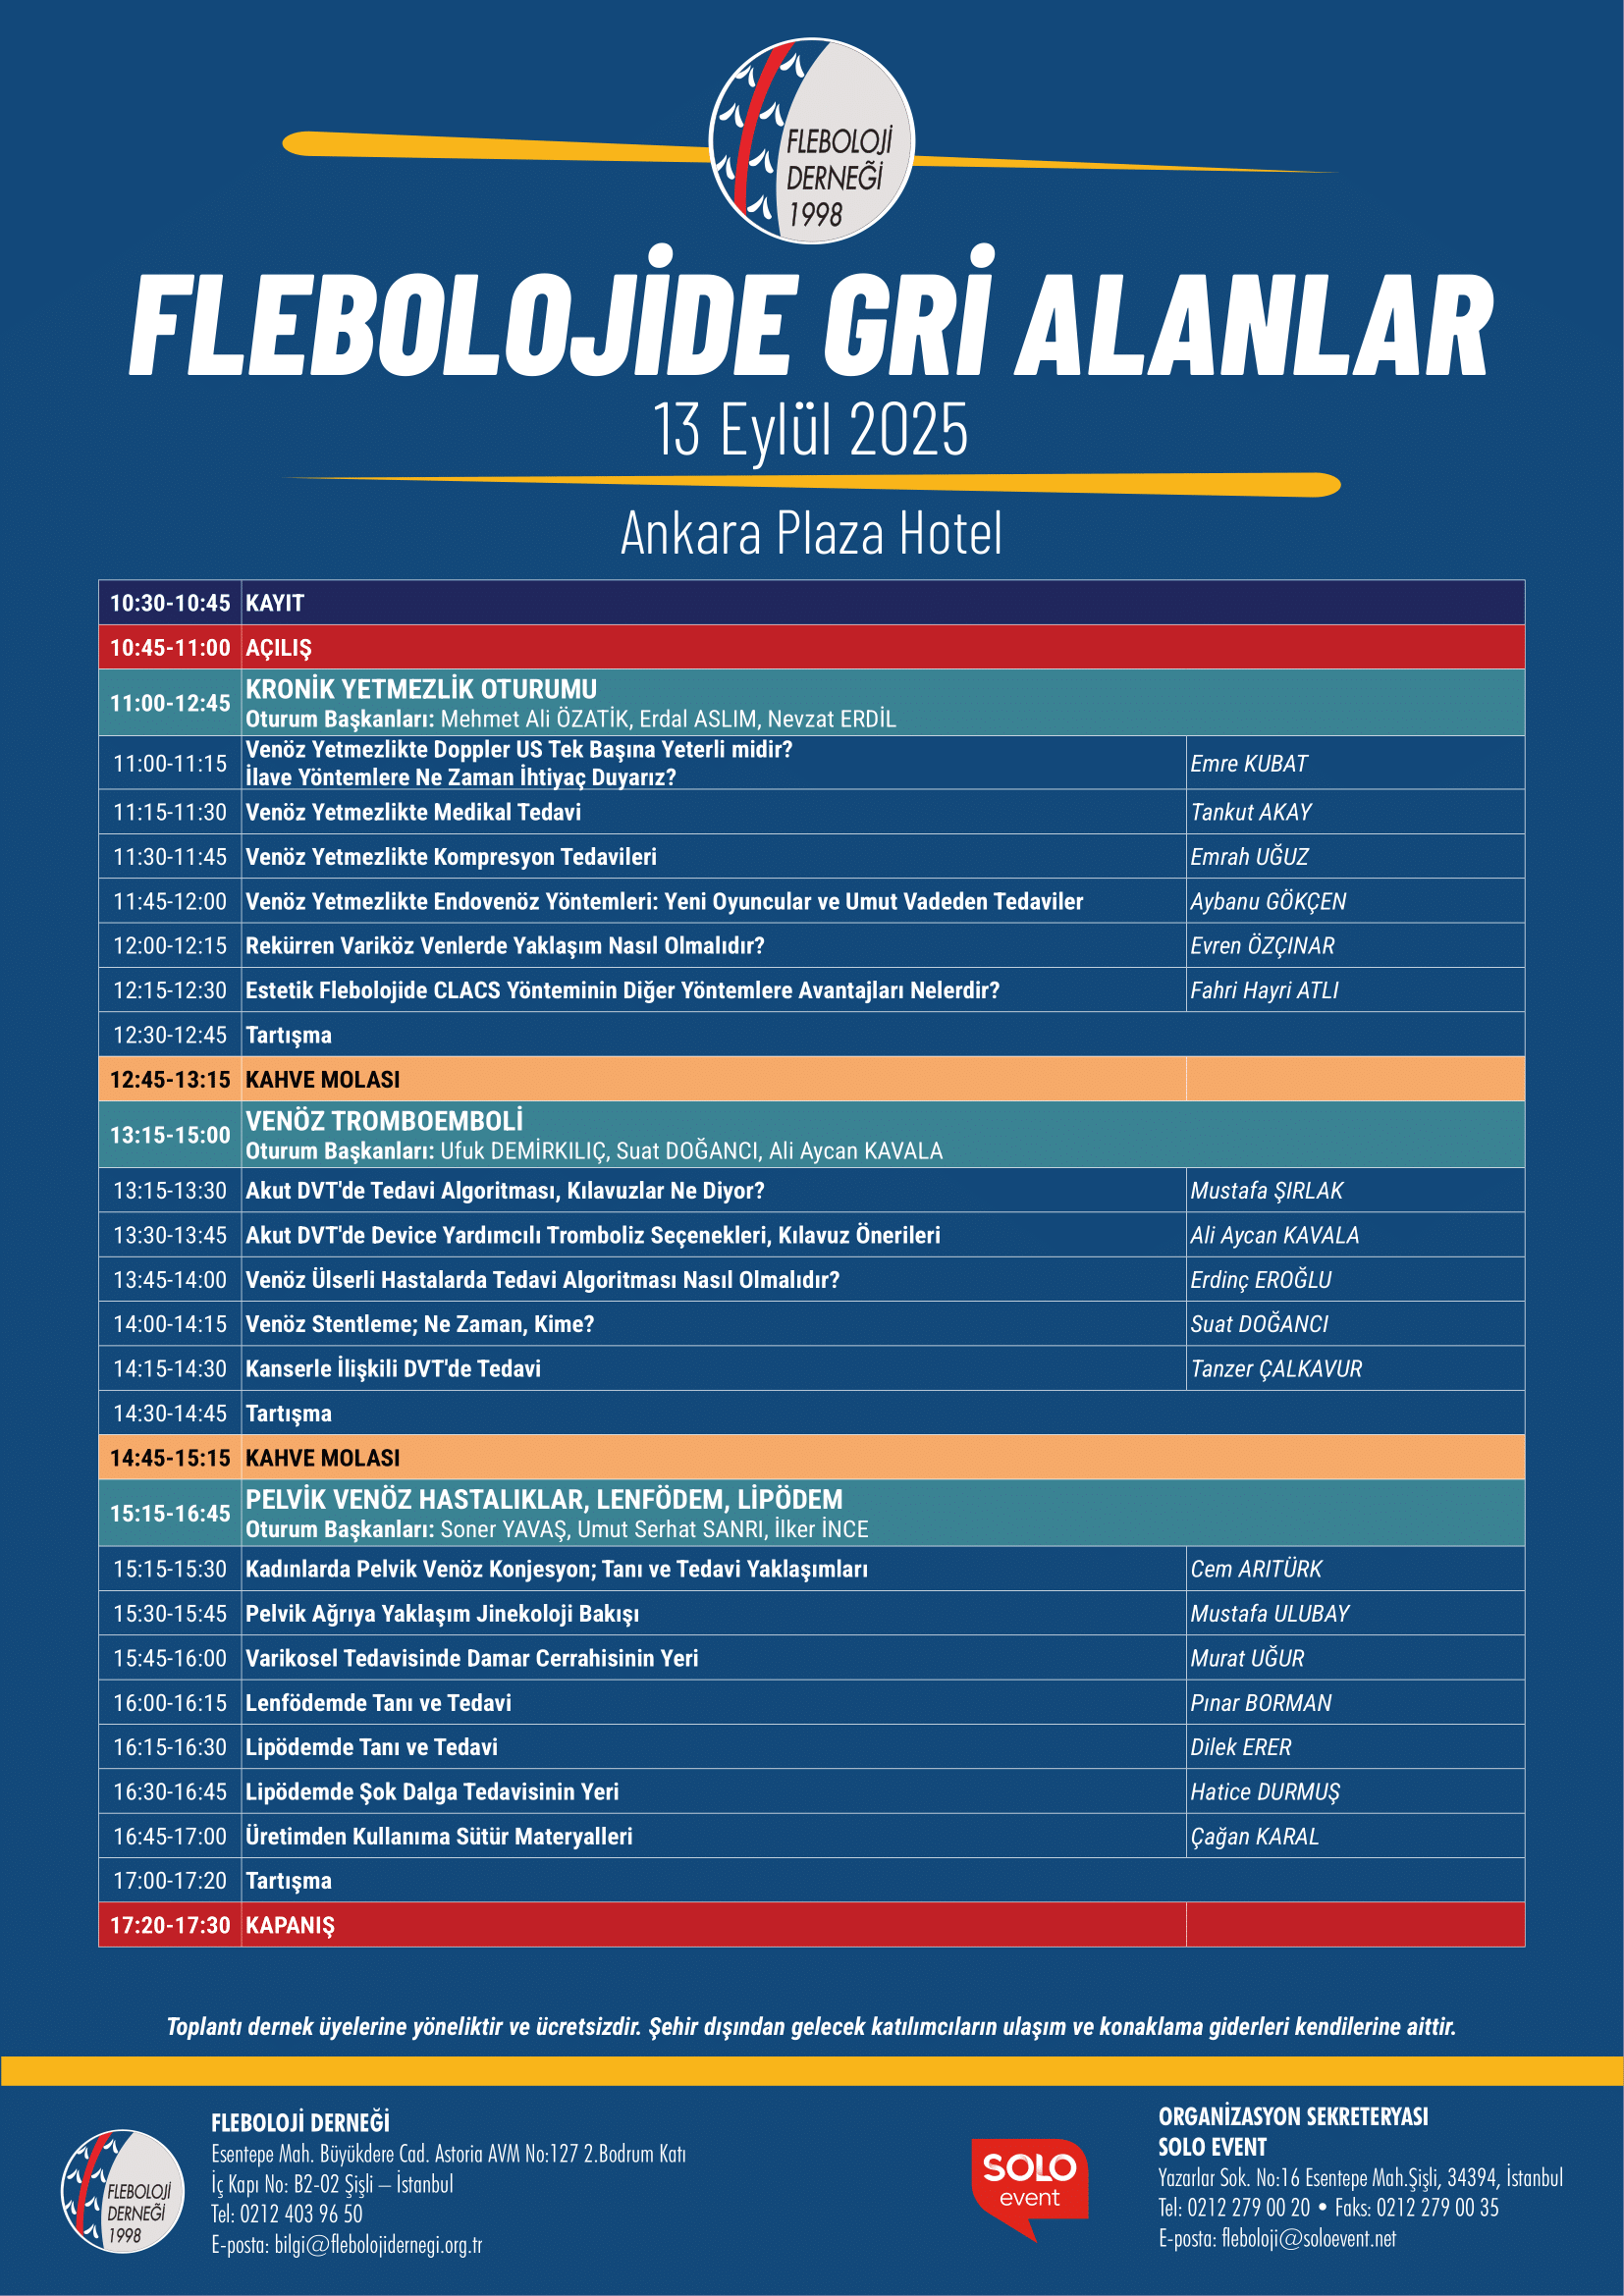 FLEBOLOJİ
DERNEĞİ
1998
FLEBOLOJİDE GRİ ALANLAR
13 Eylül 2025
Ankara Plaza Hotel
10:30-10:45 KAYIT
10:45-11:00 AÇILIŞ
11:00-12:45 KRONİK YETMEZLİK OTURUMU
Oturum Başkanları: Mehmet Ali ÖZATİK, Erdal ASLIM, Nevzat ERDİL
11:00-11:15 Venöz Yetmezlikte Doppler US Tek Başına Yeterli midir?
İlave Yöntemlere Ne Zaman İhtiyaç Duyarız? Emre KUBAT
11:15-11:30 Venöz Yetmezlikte Medikal Tedavi Tankut AKAY
11:30-11:45 Venöz Yetmezlikte Kompresyon Tedavileri Emrah UĞUZ
11:45-12:00 Venöz Yetmezlikte Endovenöz Yöntemleri: Yeni Oyuncular ve Umut Vadeden Tedaviler Aybanu GÖKÇEN
12:00-12:15 Rekürren Variköz Venlerde Yaklaşım Nasıl Olmalıdır? Evren ÖZÇINAR
12:15-12:30 Estetik Flebolojide CLACS Yönteminin Diğer Yöntemlere Avantajları Nelerdir? Fahri Hayri ATLI
12:30-12:45 Tartışma
12:45-13:15 KAHVE MOLASI
13:15-15:00 VENÖZ TROMBOEMBOLİ
Oturum Başkanları: Ufuk DEMİRKILIÇ, Suat DOĞANCI, Ali Aycan KAVALA
13:15-13:30 Akut DVT'de Tedavi Algoritması, Kılavuzlar Ne Diyor? Mustafa ŞIRLAK
13:30-13:45 Akut DVT'de Device Yardımcılı Tromboliz Seçenekleri, Kılavuz Önerileri Ali Aycan KAVALA
13:45-14:00 Venöz Ülserli Hastalarda Tedavi Algoritması Nasıl Olmalıdır? Erdinç EROĞLU
14:00-14:15 Venöz Stentleme; Ne Zaman, Kime? Suat DOĞANCI
14:15-14:30 Kanserle İlişkili DVT'de Tedavi Tanzer ÇALKAVUR
14:30-14:45 Tartışma
14:45-15:15 KAHVE MOLASI
15:15-16:45 PELVİK VENÖZ HASTALIKLAR, LENFÖDEM, LİPÖDEM
Oturum Başkanları: Soner YAVAŞ, Umut Serhat SANRI, İlker İNCE
15:15-15:30 Kadınlarda Pelvik Venöz Konjesyon; Tanı ve Tedavi Yaklaşımları Cem ARITÜRK
15:30-15:45 Pelvik Ağrıya Yaklaşım Jinekoloji Bakışı Mustafa ULUBAY
15:45-16:00 Varikosel Tedavisinde Damar Cerrahisinin Yeri Murat UĞUR
16:00-16:15 Lenfödemde Tanı ve Tedavi Pınar BORMAN
16:15-16:30 Lipödemde Tanı ve Tedavi Dilek ERER
16:30-16:45 Lipödemde Şok Dalga Tedavisinin Yeri Hatice DURMUŞ
16:45-17:00 Üretimden Kullanıma Sütür Materyalleri Çağan KARAL
17:00-17:20 Tartışma
17:20-17:30 KAPANIŞ
Toplantı dernek üyelerine yöneliktir ve ücretsizdir. Şehir dışından gelecek katılımcıların ulaşım ve konaklama giderleri kendilerine aittir.
FLEBOLOJİ
DERNEĞİ
1998
FLEBOLOJİ DERNEĞİ
Esentepe Mah. Büyükdere Cad. Astoria AVM No:127 2.Bodrum Katı
İç Kapı No: B2-02 Şişli – İstanbul
Tel: 0212 403 96 50
E-posta: bilgi@flebolojidernegi.org.tr
SOLO
event
ORGANİZASYON SEKRETERYASI
SOLO EVENT
Yazarlar Sok. No:16 Esentepe Mah.Şişli, 34394, İstanbul
Tel: 0212 279 00 20 • Faks: 0212 279 00 35
E-posta: fleboloji@soloevent.net